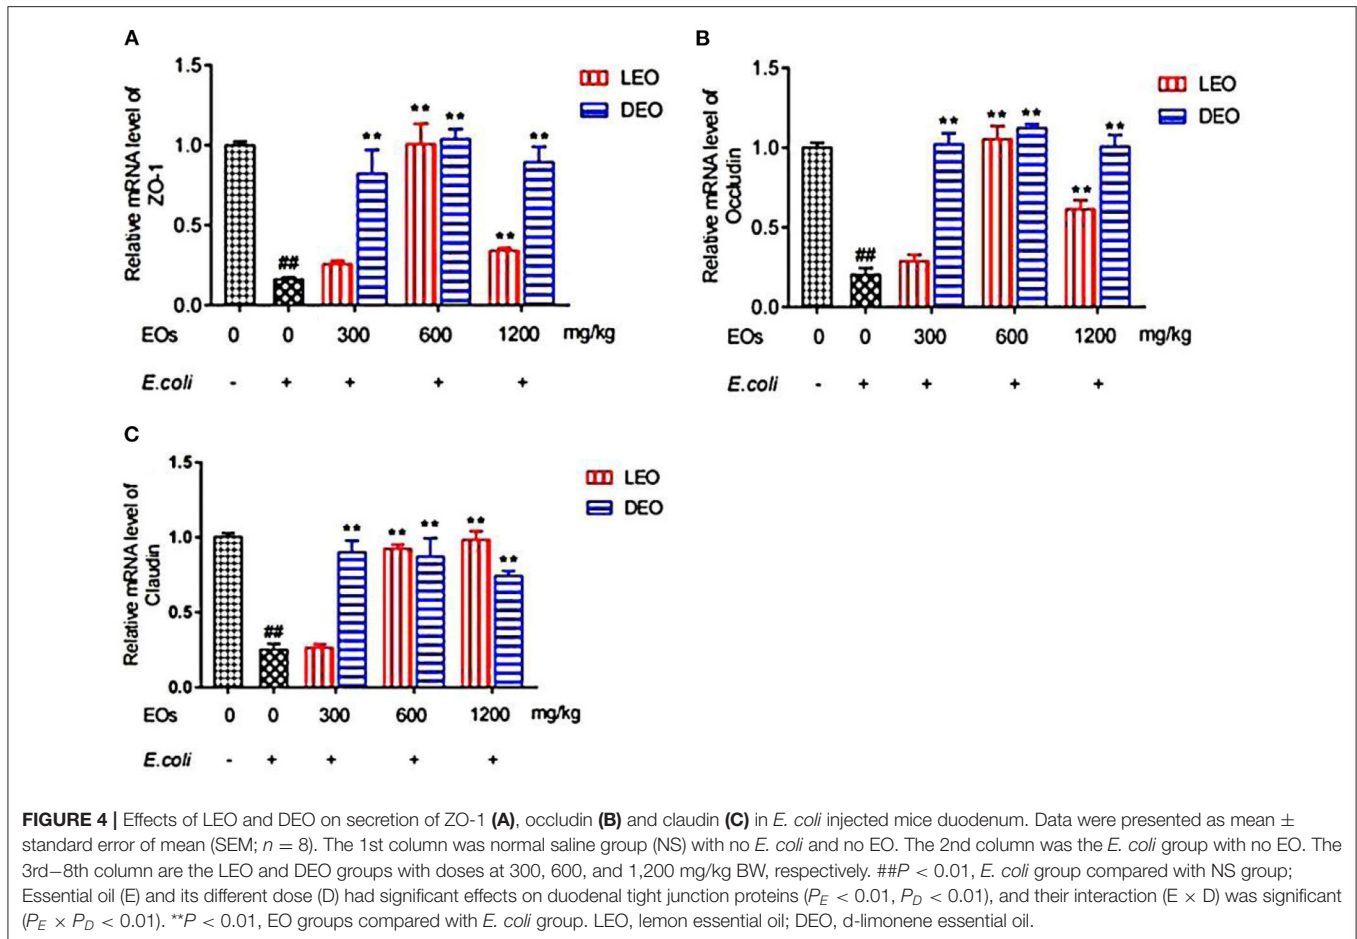 A
Relative mRNA level of
ZO-1
1.5
1.0
0.5
0.0
##
**
**
**
**
**
LEO
DEO
EOs 0 0 300 600 1200 mg/kg
E.coli - + + + +
B
Relative mRNA level of
Occludin
1.5
1.0
0.5
0.0
##
**
**
**
**
**
LEO
DEO
EOs 0 0 300 600 1200 mg/kg
E.coli - + + + +
C
Relative mRNA level of
Claudin
1.5
1.0
0.5
0.0
##
**
**
**
**
**
LEO
DEO
EOs 0 0 300 600 1200 mg/kg
E.coli - + + + +
FIGURE 4 | Effects of LEO and DEO on secretion of ZO-1 (A), occludin (B) and claudin (C) in E. coli injected mice duodenum. Data were presented as mean ±
standard error of mean (SEM; n = 8). The 1st column was normal saline group (NS) with no E. coli and no EO. The 2nd column was the E. coli group with no EO. The
3rd–8th column are the LEO and DEO groups with doses at 300, 600, and 1,200 mg/kg BW, respectively. ##P < 0.01, E. coli group compared with NS group;
Essential oil (E) and its different dose (D) had significant effects on duodenal tight junction proteins (PE < 0.01, PD < 0.01), and their interaction (E × D) was significant
(PE × PD < 0.01). **P < 0.01, EO groups compared with E. coli group. LEO, lemon essential oil; DEO, d-limonene essential oil.